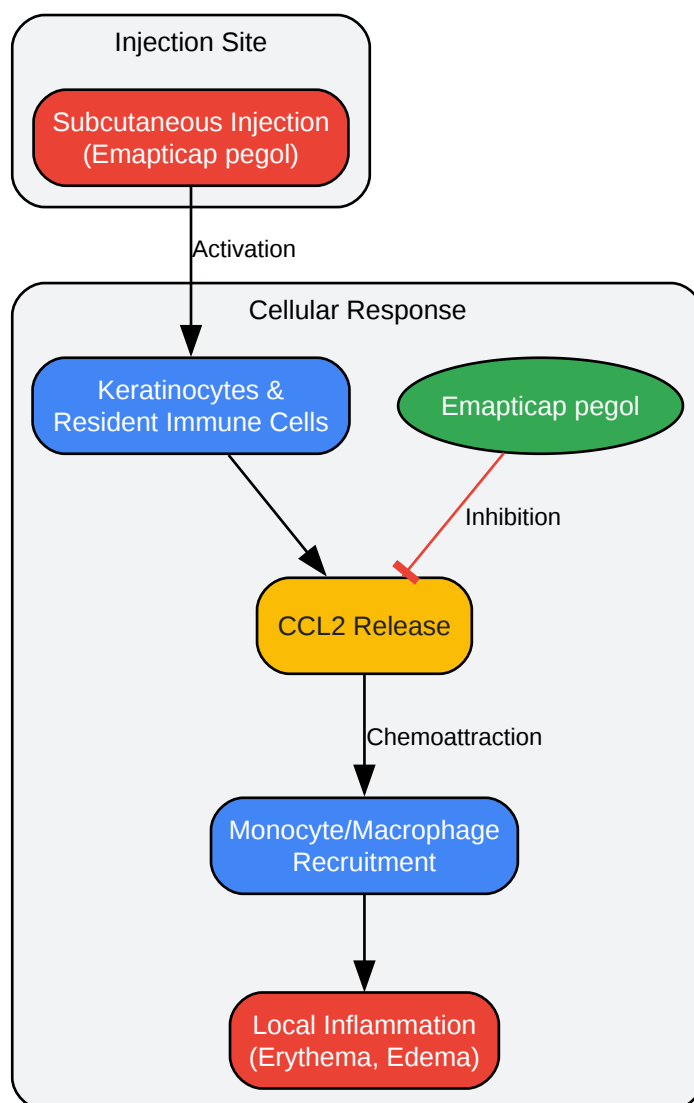 Injection Site
Subcutaneous Injection
(Emapticap pegol)
Activation
Cellular Response
Keratinocytes &
Resident Immune Cells
Emapticap pegol
Inhibition
CCL2 Release
Chemoattraction
Monocyte/Macrophage
Recruitment
Local Inflammation
(Erythema, Edema)